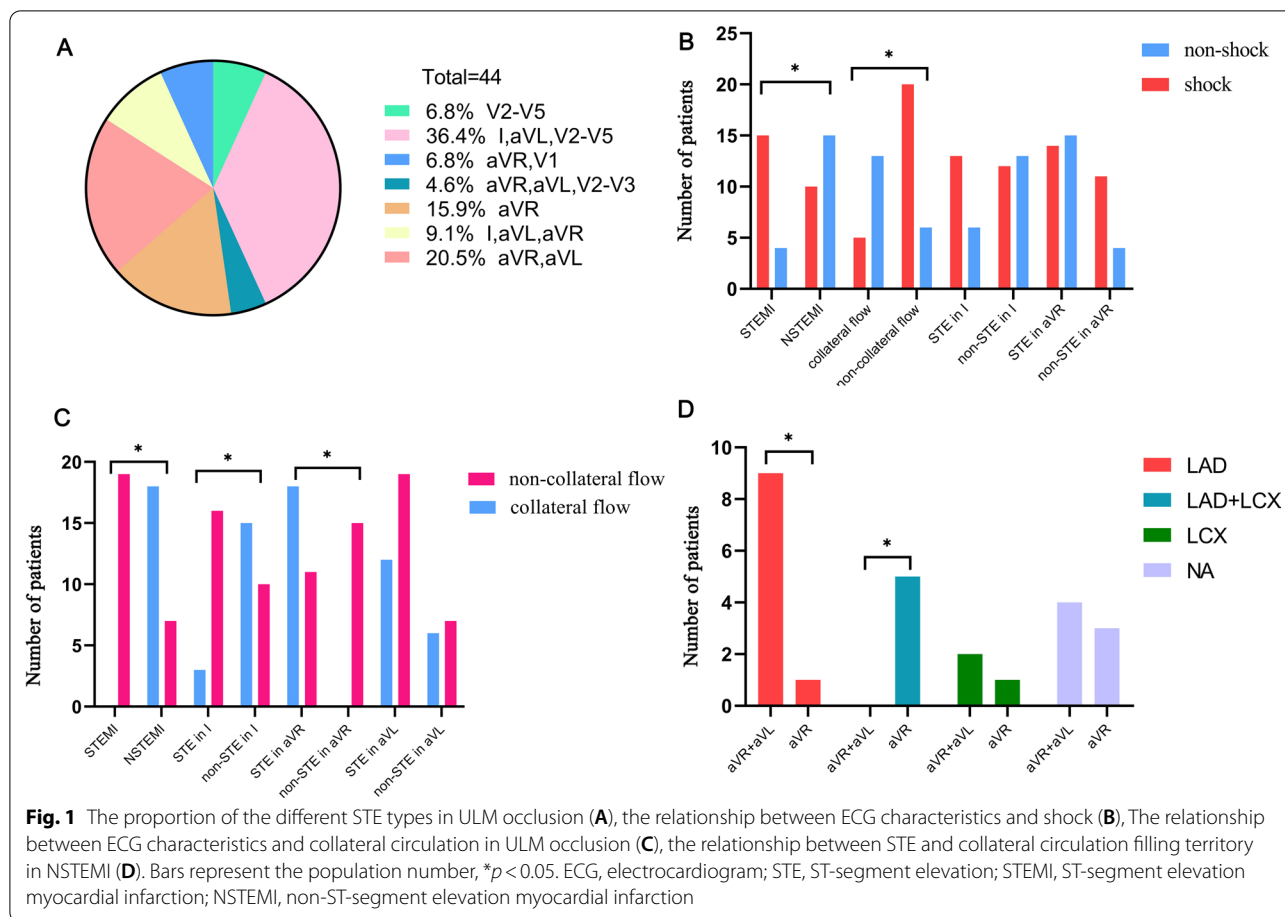 A
Total=44
6.8% V2-V5
36.4% I,aVL,V2-V5
6.8% aVR,V1
4.6% aVR,aVL,V2-V3
15.9% aVR
9.1% I,aVL,aVR
20.5% aVR,aVL
B
Number of patients
25
20
15
10
5
0
*
*
non-shock
shock
STEMI
NSTEMI
collateral flow
non-collateral flow
STE in I
non-STE in I
STE in aVR
non-STE in aVR
C
Number of patients
20
15
10
5
0
*
*
*
non-collateral flow
collateral flow
STEMI
NSTEMI
STE in I
non-STE in I
STE in aVR
non-STE in aVR
STE in aVL
non-STE in aVL
D
Number of patients
10
8
6
4
2
0
*
*
LAD
LAD+LCX
LCX
NA
aVR+aVL
aVR
aVR+aVL
aVR
aVR+aVL
aVR
aVR+aVL
aVR
Fig. 1 The proportion of the different STE types in ULM occlusion (A), the relationship between ECG characteristics and shock (B), The relationship
between ECG characteristics and collateral circulation in ULM occlusion (C), the relationship between STE and collateral circulation filling territory
in NSTEMI (D). Bars represent the population number, *p < 0.05. ECG, electrocardiogram; STE, ST-segment elevation; STEMI, ST-segment elevation
myocardial infarction; NSTEMI, non-ST-segment elevation myocardial infarction